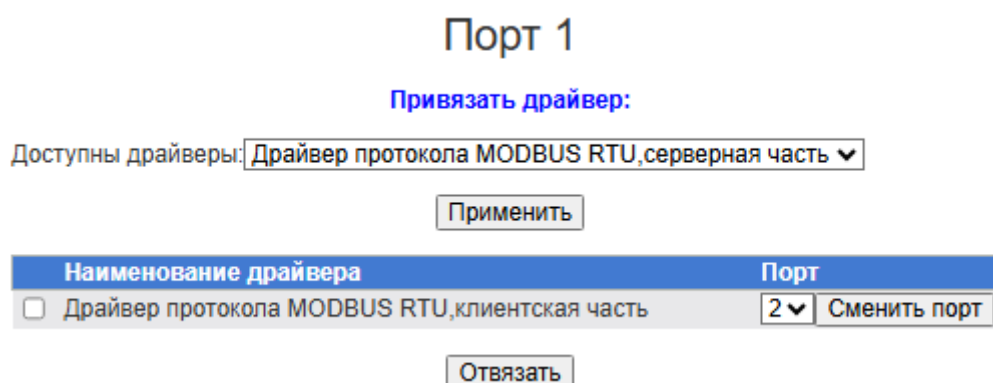 Порт 1
Привязать драйвер:
Доступны драйверы: Драйвер протокола MODBUS RTU,серверная часть
Применить
Наименование драйвера Порт
Драйвер протокола MODBUS RTU,клиентская часть 2 Сменить порт
Отвязать